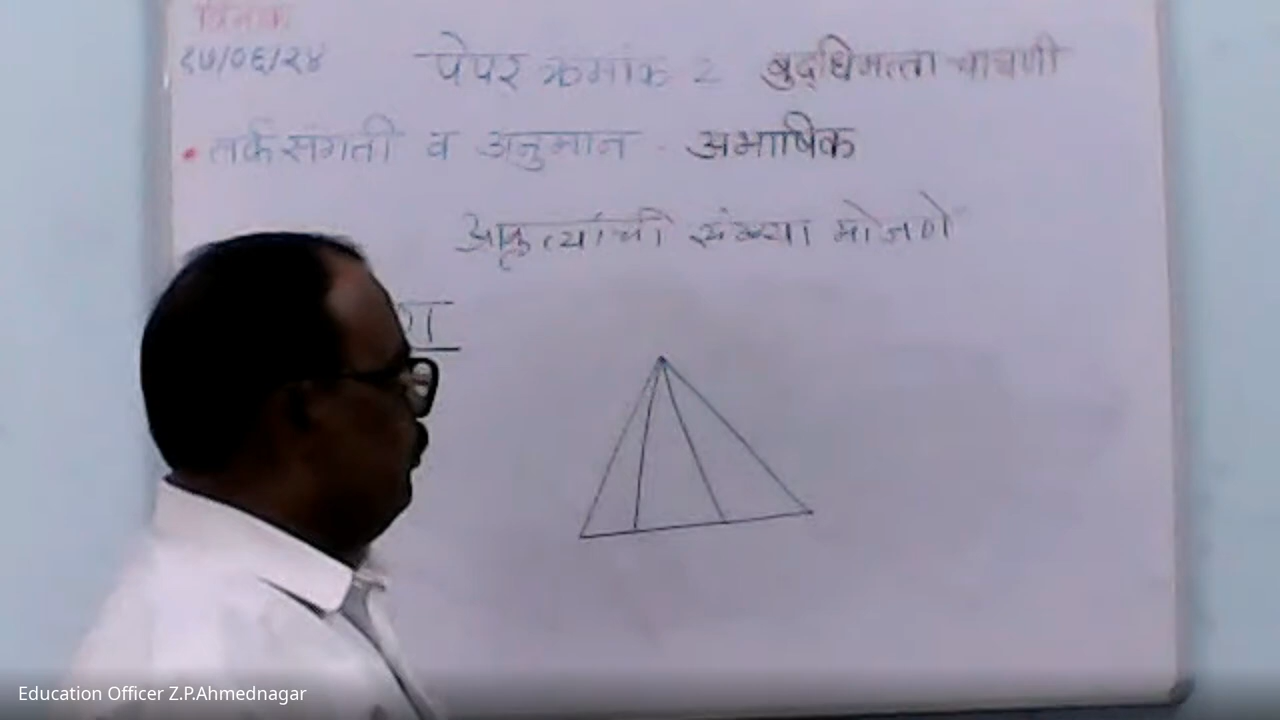 दिनांक
१७/०६/२४
पेपर क्रमांक 2 बुद्धिमत्ता चाचणी
• तर्कसंगती व अनुमान - अभाषिक
आकृत्यांची संख्या मोजणे
Education Officer Z.P.Ahmednagar